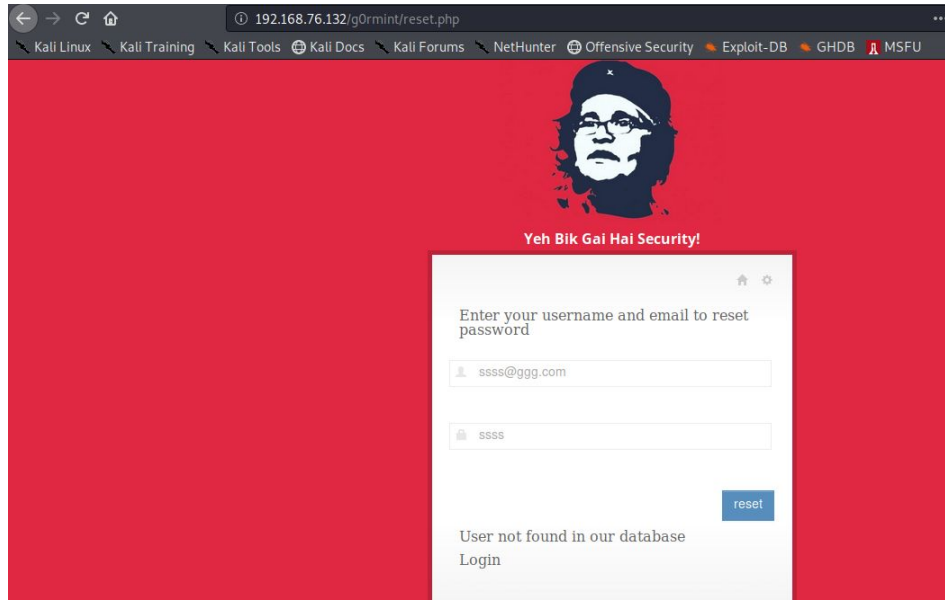 192.168.76.132/g0rmint/reset.php
Kali Linux Kali Training Kali Tools Kali Docs Kali Forums NetHunter Offensive Security Exploit-DB GHDB MSFU
Yeh Bik Gai Hai Security!
Enter your username and email to reset
password
ssss@ggg.com
ssss
reset
User not found in our database
Login